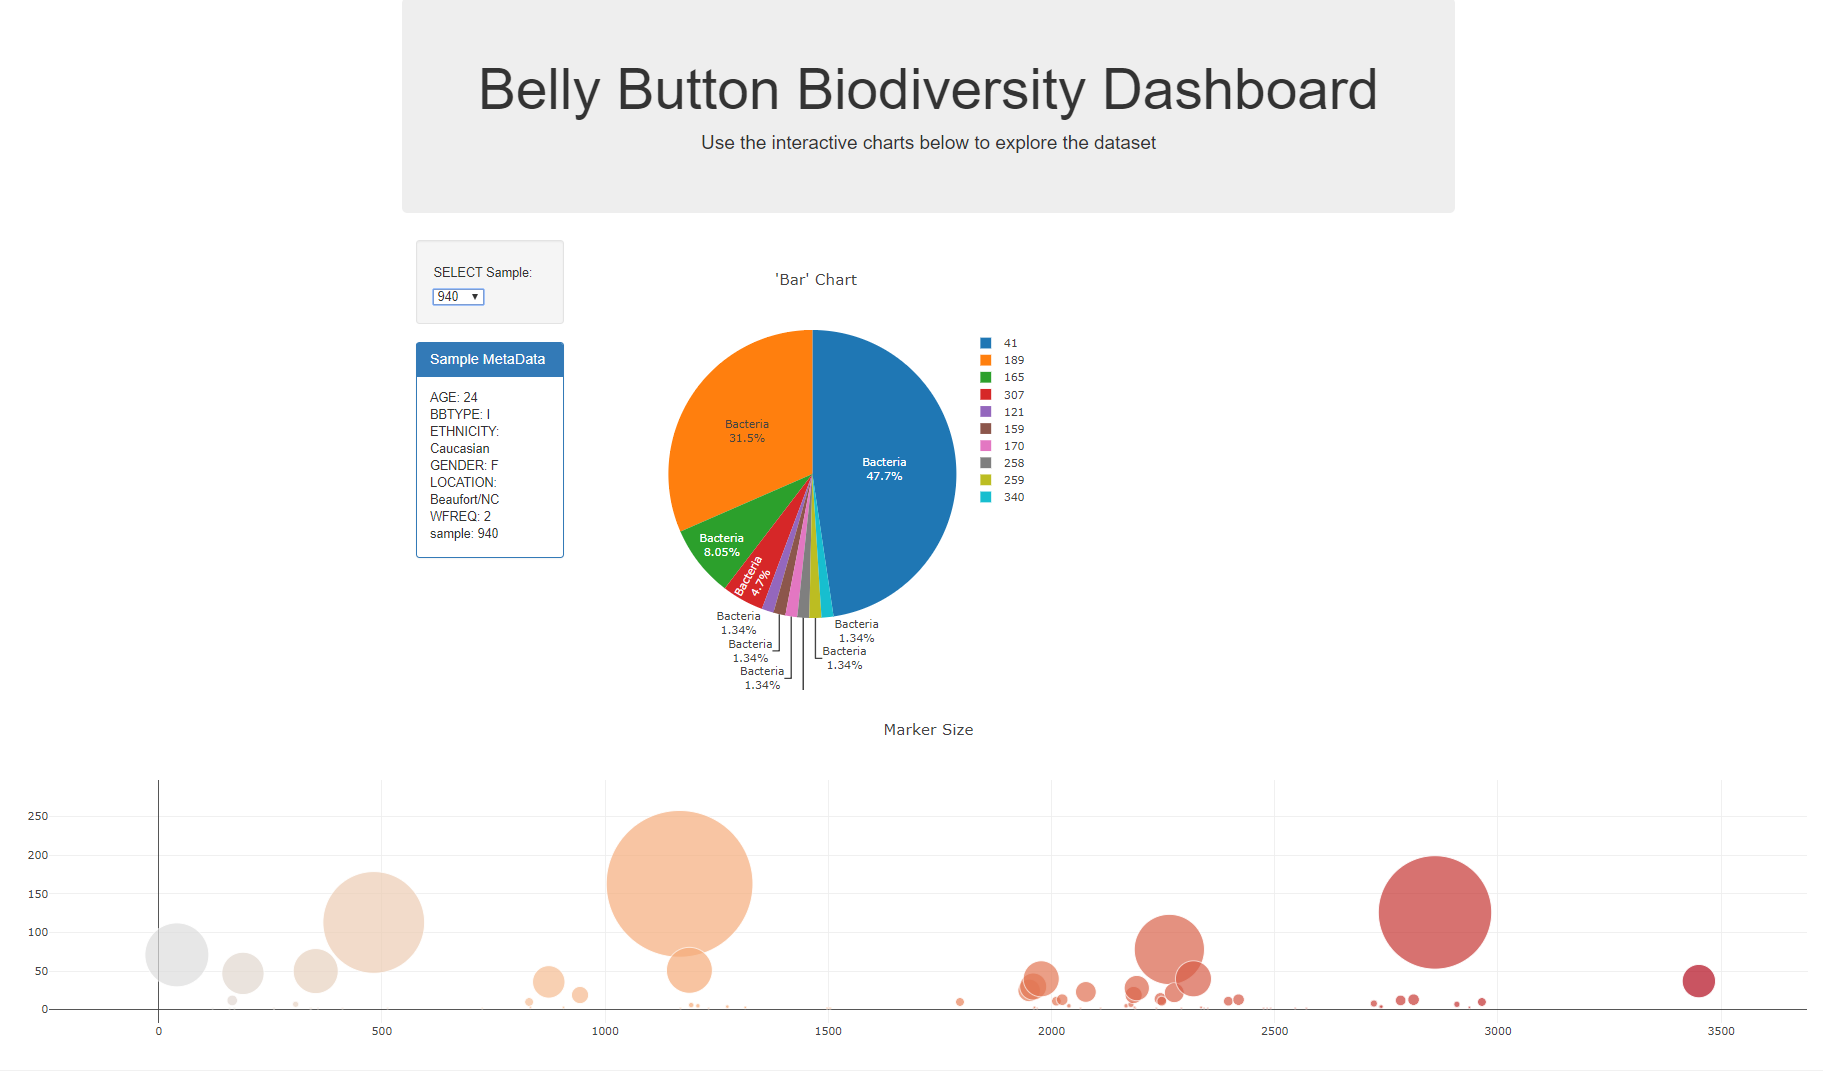 Belly Button Biodiversity Dashboard
Use the interactive charts below to explore the dataset
SELECT Sample:
940
Sample MetaData
AGE: 24
BBTYPE: I
ETHNICITY:
Caucasian
GENDER: F
LOCATION:
Beaufort/NC
WFREQ: 2
sample: 940
'Bar' Chart
Bacteria
47.7%
Bacteria
31.5%
Bacteria
8.05%
Bacteria
4.7%
Bacteria
1.34%
Bacteria
1.34%
Bacteria
1.34%
Bacteria
1.34%
Bacteria
1.34%
41
189
165
307
121
159
170
258
259
340
Marker Size
250
200
150
100
50
0
0
500
1000
1500
2000
2500
3000
3500